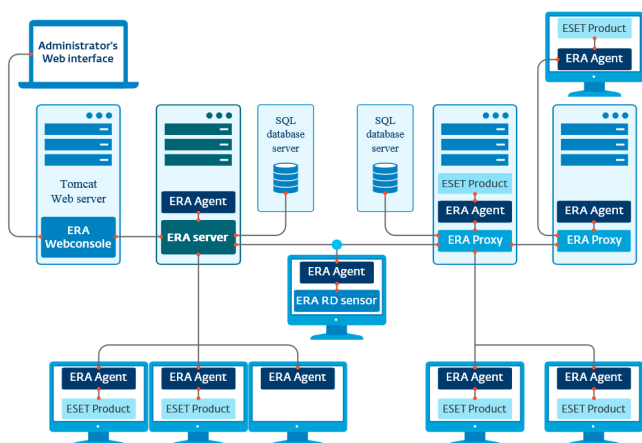 Administrator's
Web interface
ESET Product
ERA Agent
SQL
database
server
SQL
database
server
Tomcat
Web server
ERA Agent
ESET Product
ERA Agent
ERA Agent
ERA
Webconsole
ERA server
ERA Proxy
ERA Proxy
ERA Agent
ERA RD sensor
ERA Agent
ERA Agent
ERA Agent
ERA Agent
ERA Agent
ESET Product
ESET Product
ESET Product
ESET Product